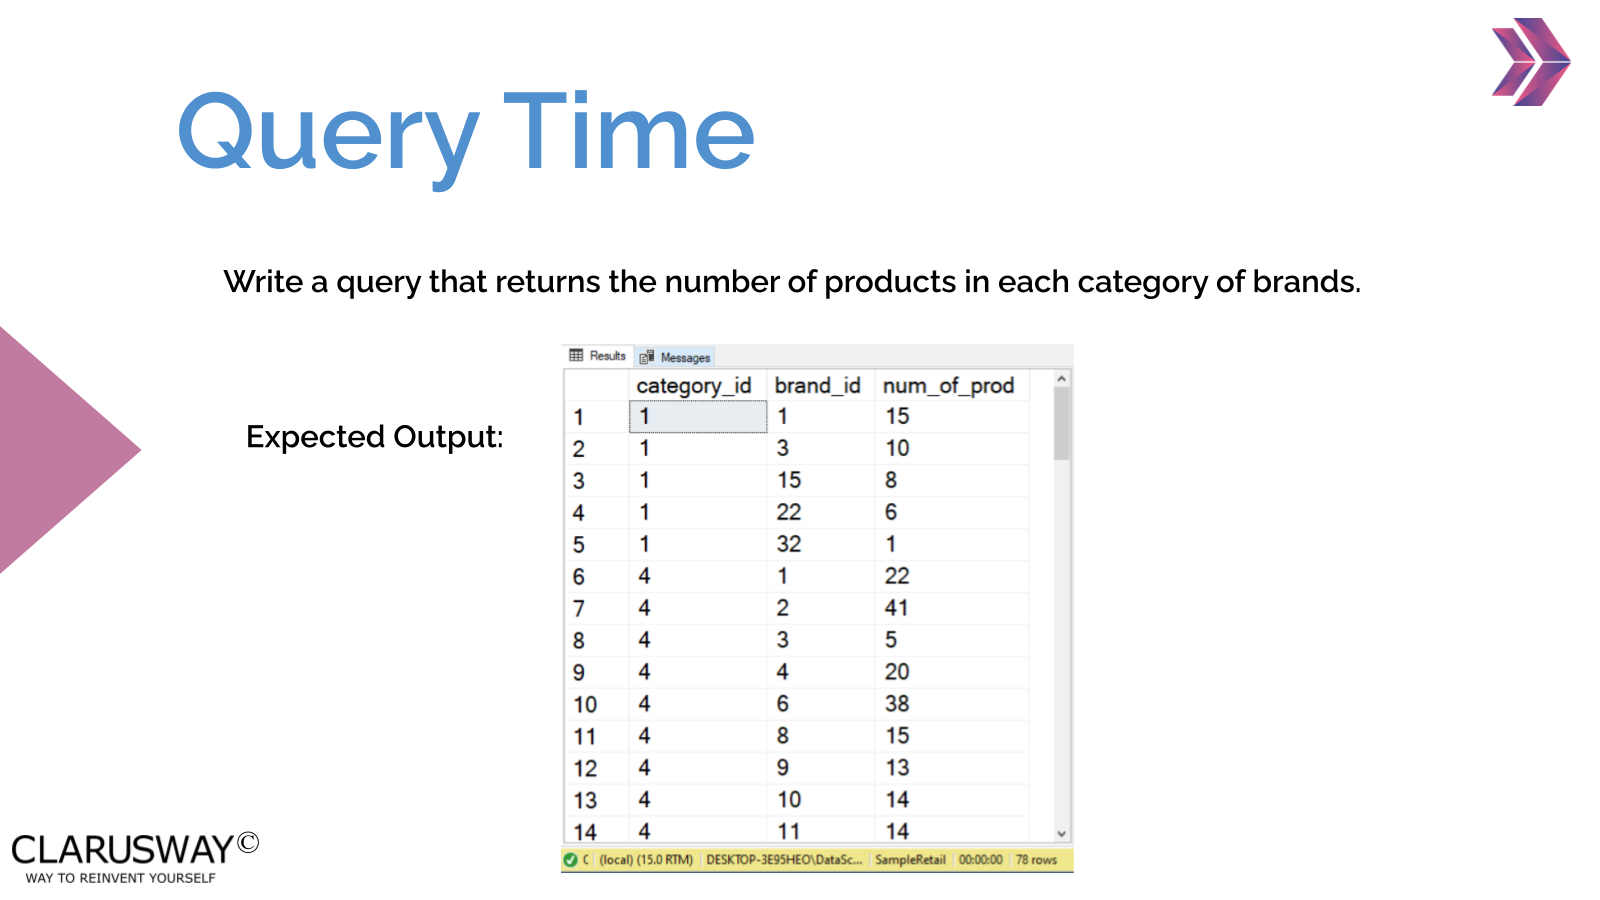 Query Time
Write a query that returns the number of products in each category of brands.
Expected Output:
Results Messages
category_id brand_id num_of_prod
1 1 1 15
2 1 3 10
3 1 15 8
4 1 22 6
5 1 32 1
6 4 1 22
7 4 2 41
8 4 3 5
9 4 4 20
10 4 6 38
11 4 8 15
12 4 9 13
13 4 10 14
14 4 11 14
(local) (15.0 RTM) DESKTOP-3E95HEO\DataSc... SampleRetail 00:00:00 78 rows
CLARUSWAY©
WAY TO REINVENT YOURSELF